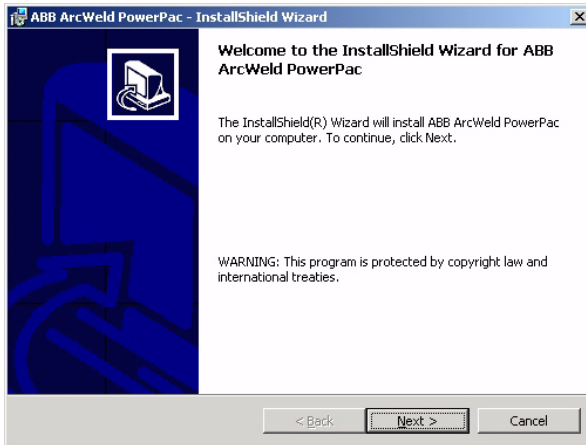 ABB ArcWeld PowerPac - InstallShield Wizard
Welcome to the InstallShield Wizard for ABB
ArcWeld PowerPac
The InstallShield(R) Wizard will install ABB ArcWeld PowerPac
on your computer. To continue, click Next.
WARNING: This program is protected by copyright law and
international treaties.
< Back
Next >
Cancel